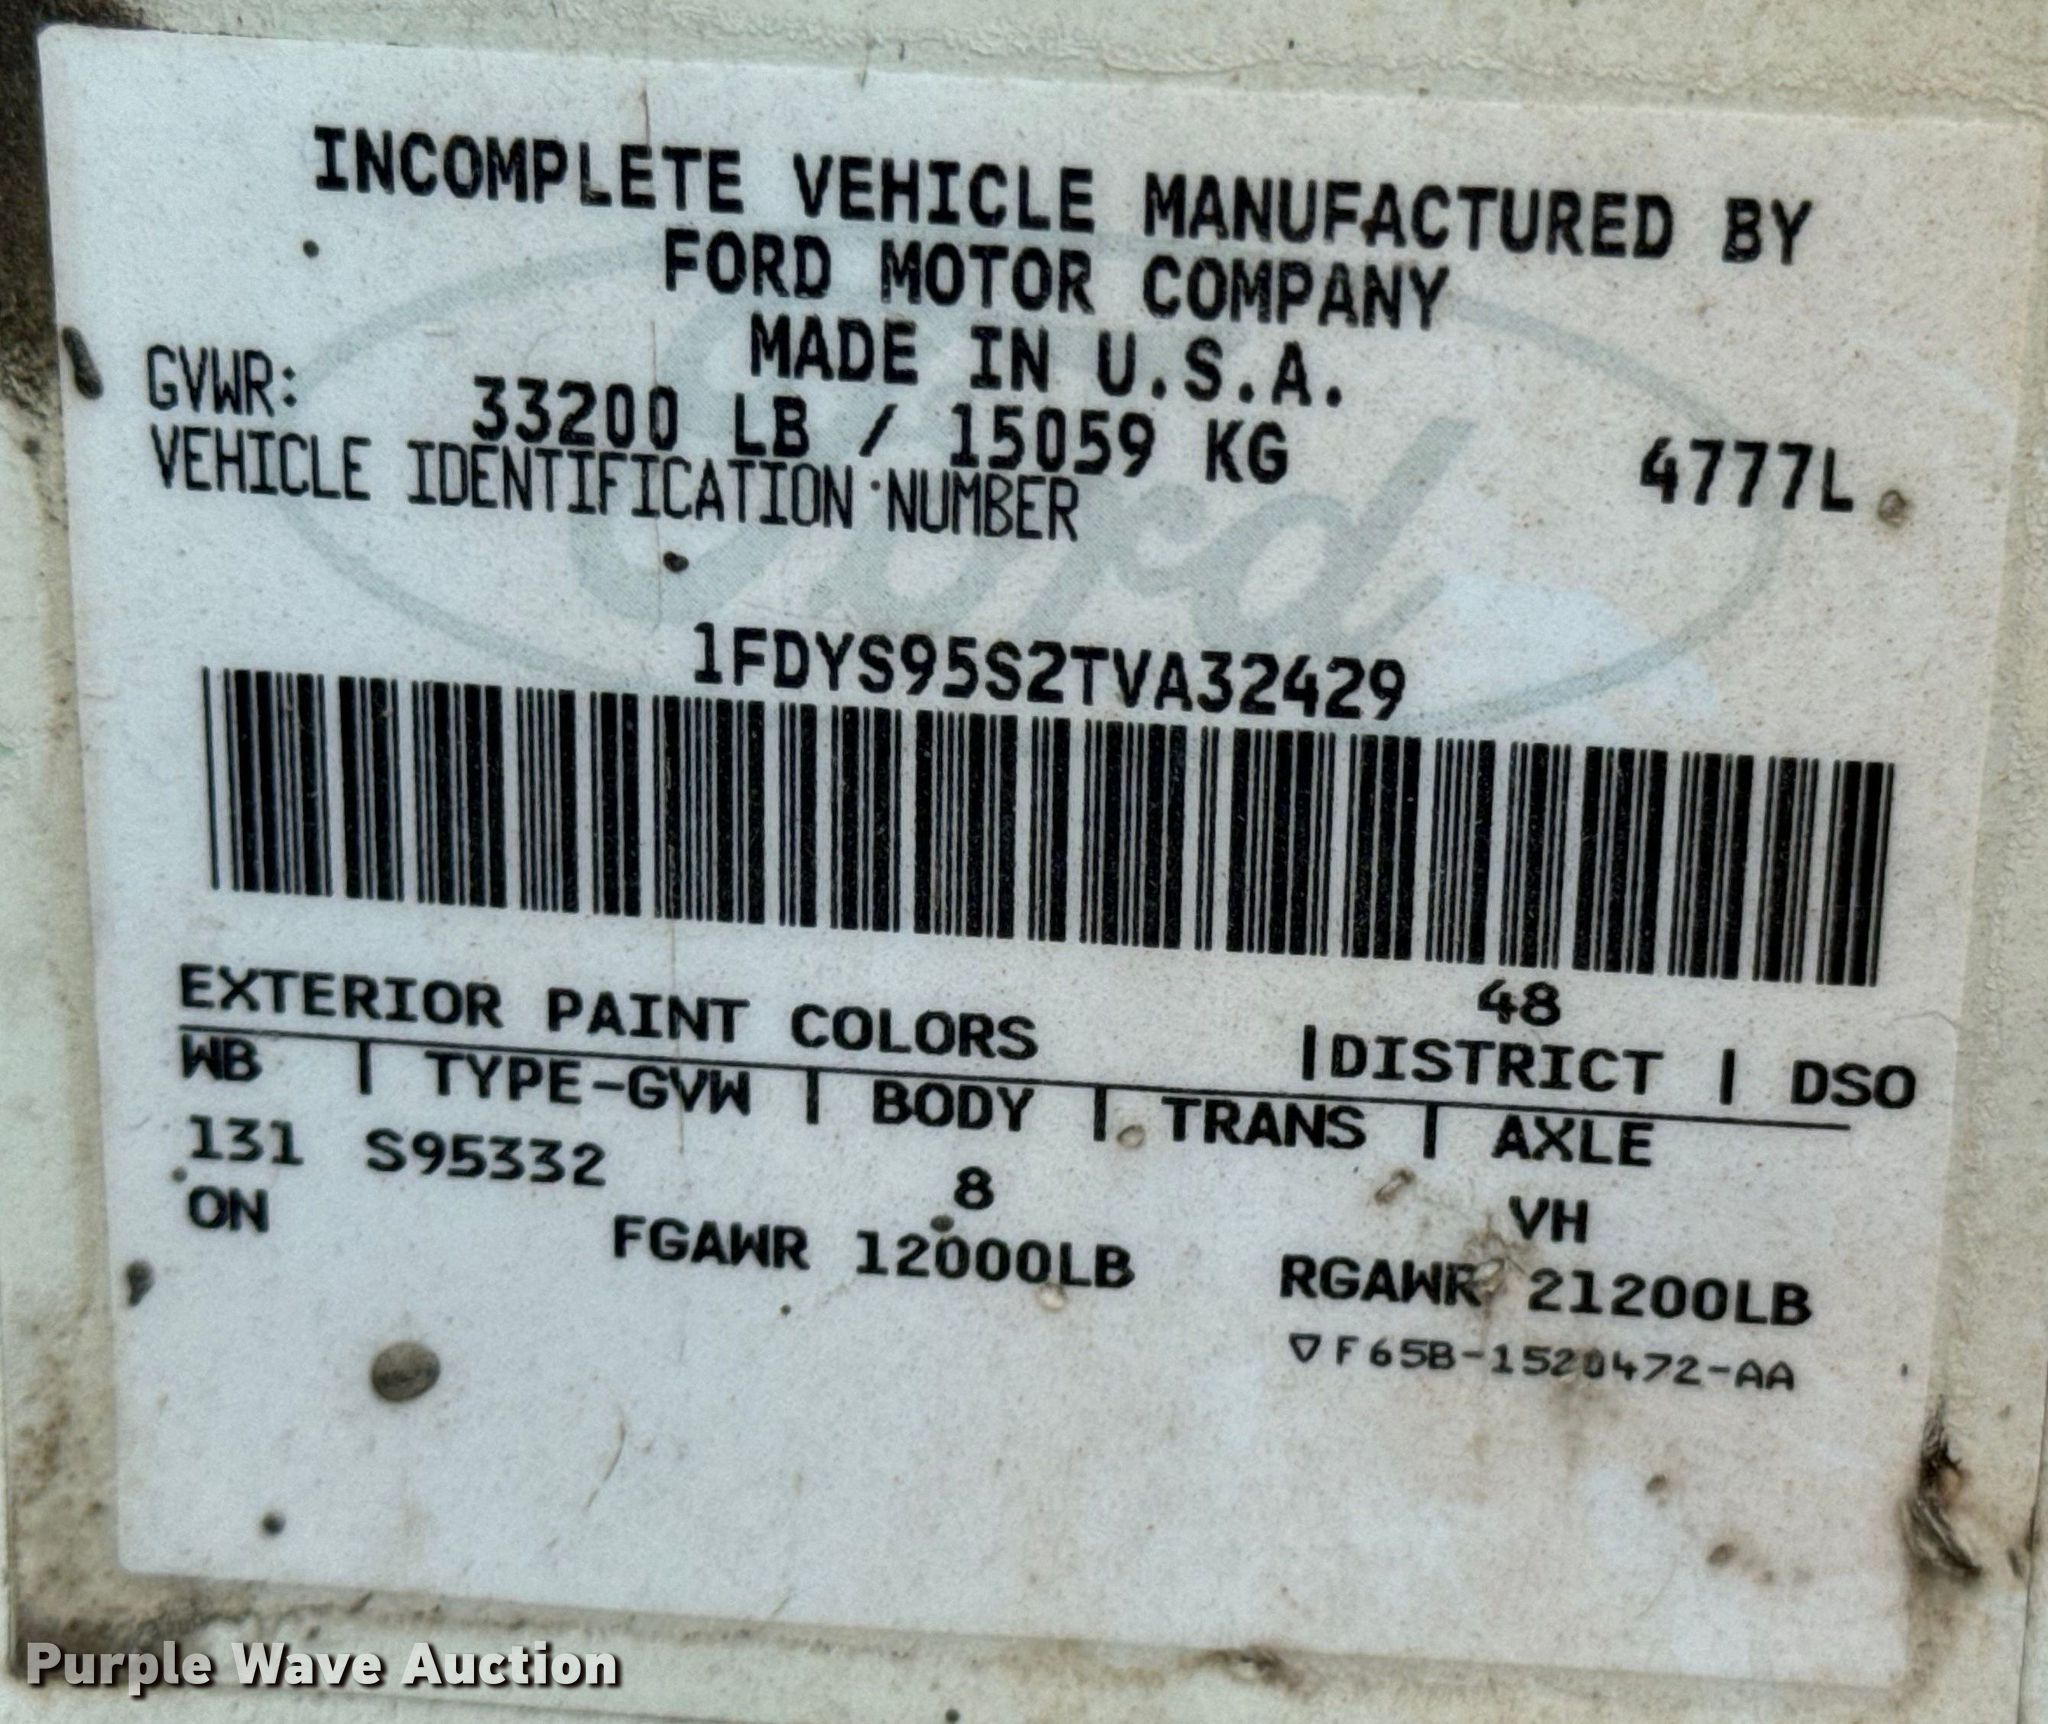 INCOMPLETE VEHICLE MANUFACTURED BY
FORD MOTOR COMPANY
MADE IN U.S.A.
GVWR: 33200 LB / 15059 KG 4777L
VEHICLE IDENTIFICATION NUMBER
Ford
1FDYS95S2TVA32429
48
EXTERIOR PAINT COLORS |DISTRICT | DSO
WB | TYPE-GVW | BODY | TRANS | AXLE
131 S95332 8 VH
ON FGAWR 12000LB RGAWR 21200LB
▽F65B-1520472-AA
Purple Wave Auction